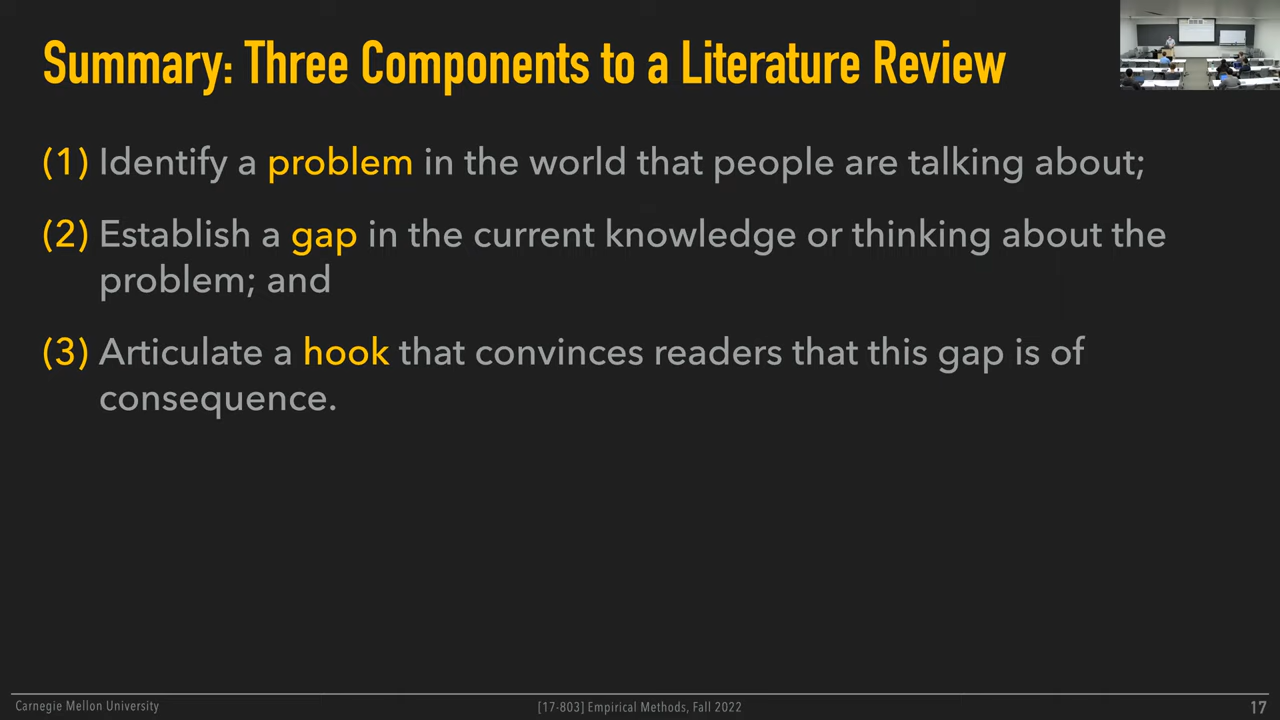 Summary: Three Components to a Literature Review
(1) Identify a problem in the world that people are talking about;
(2) Establish a gap in the current knowledge or thinking about the
problem; and
(3) Articulate a hook that convinces readers that this gap is of
consequence.
Carnegie Mellon University
[17-803] Empirical Methods, Fall 2022
17